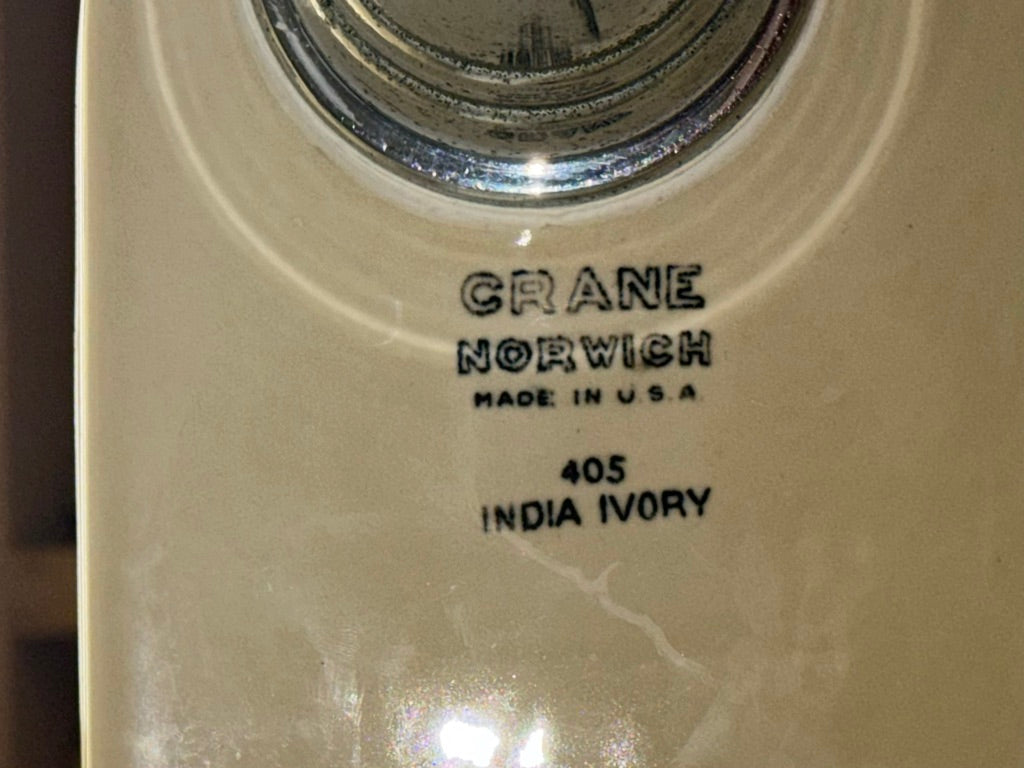 CRANE
NORWICH
MADE IN U.S.A.
405
INDIA IVORY